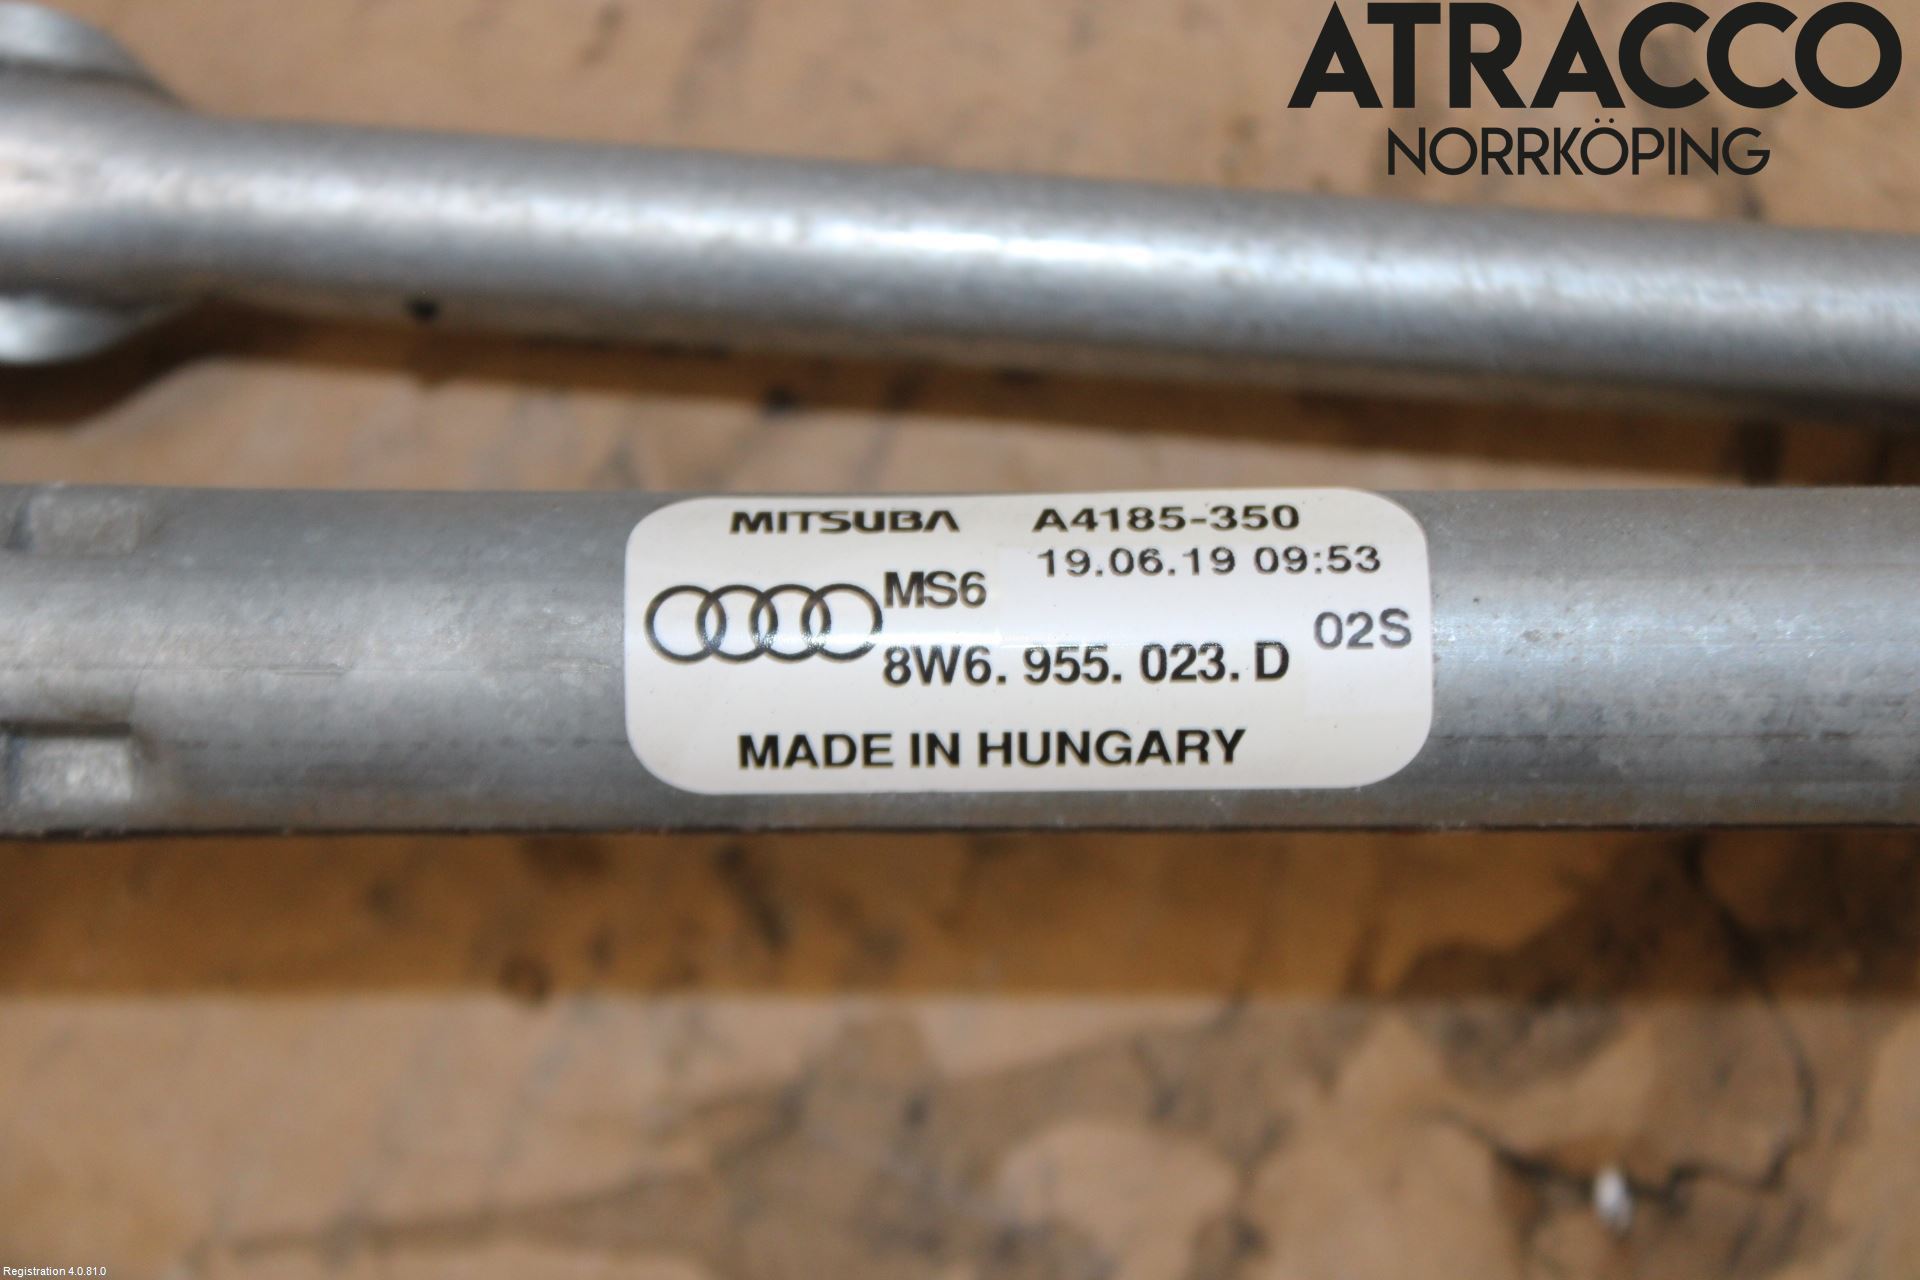 ATRACCO
NORRKÖPING
MITSUBA A4185-350
19.06.19 09:53
MS6
02S
8W6. 955. 023. D
MADE IN HUNGARY
Registration 4.0.81.0